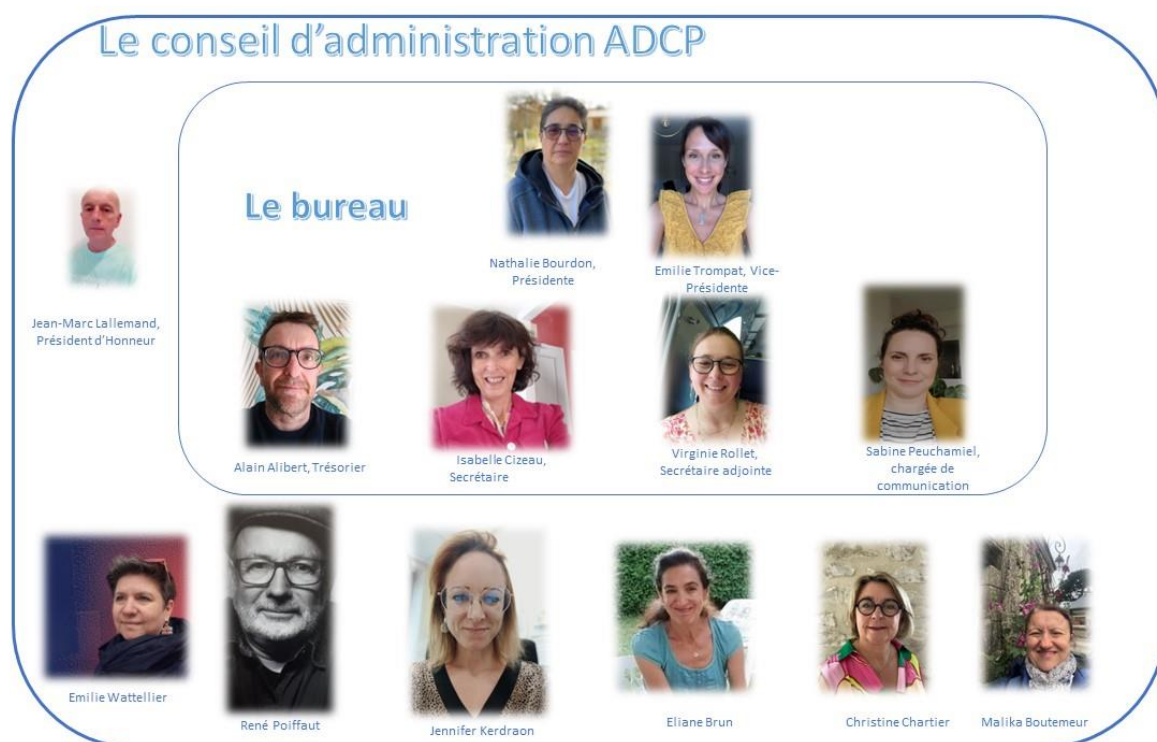 Le conseil d'administration ADCP
Le bureau
Nathalie Bourdon,
Présidente
Emilie Trompat, Vice-
Présidente
Jean-Marc Lallemand,
Président d'Honneur
Alain Alibert, Trésorier
Isabelle Cizeau,
Secrétaire
Virginie Rollet,
Secrétaire adjointe
Sabine Peuchamiel,
chargée de
communication
Emilie Wattellier
René Poiffaut
Jennifer Kerdraon
Eliane Brun
Christine Chartier
Malika Boutemeur